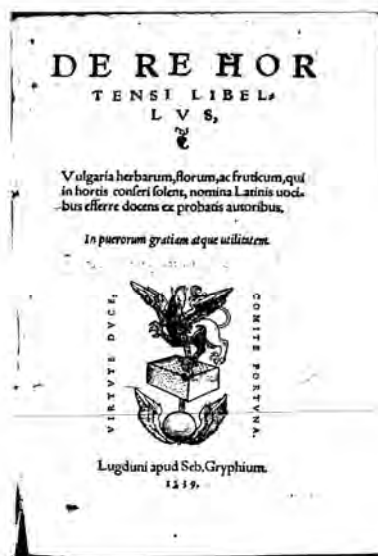 DE RE HOR
TENSI LIBEL-
LVS,
Vulgaria herbarum, florum, ac fruticum, qui
in hortis conseri solent, nomina Latinis uoci-
bus efferre docens ex probatis autoribus.
In puerorum gratiam atque utilitatem.
VIRTVTE DVCE,
COMITE FORTVNA.
Lugduni apud Seb. Gryphium.
1539.